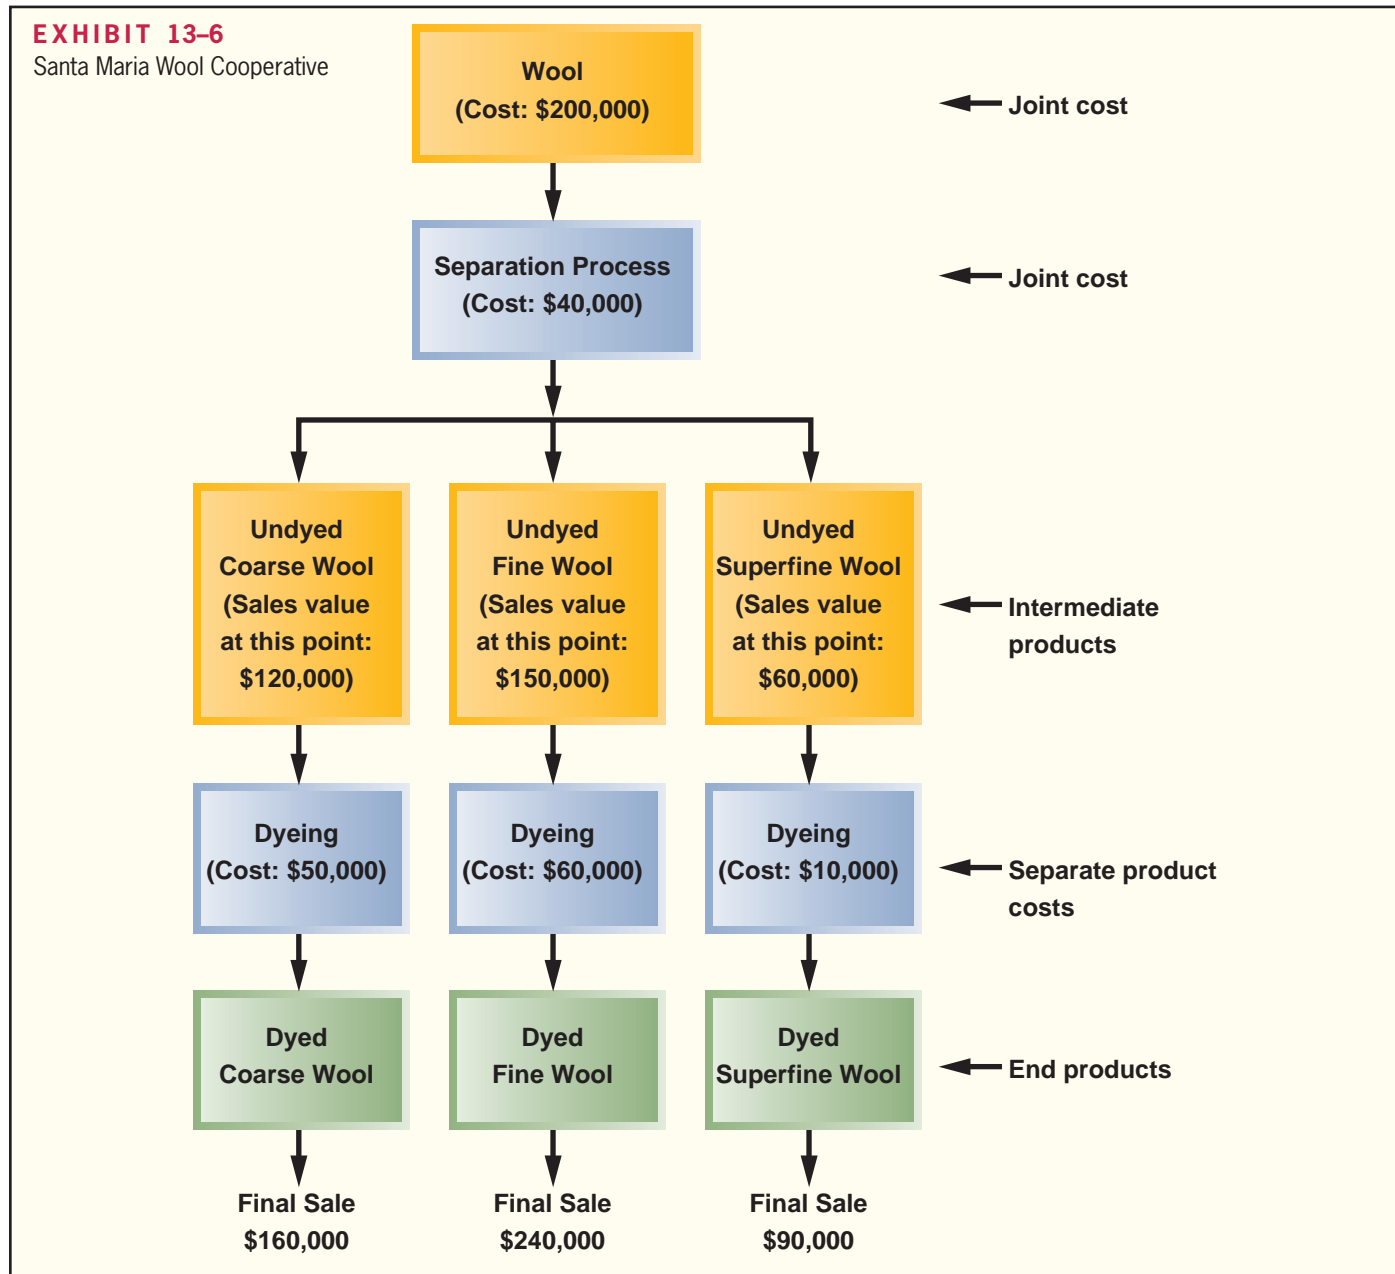 EXHIBIT 13–6
Santa Maria Wool Cooperative
Wool
(Cost: $200,000)
Joint cost
Separation Process
(Cost: $40,000)
Joint cost
Undyed
Coarse Wool
(Sales value
at this point:
$120,000)
Undyed
Fine Wool
(Sales value
at this point:
$150,000)
Undyed
Superfine Wool
(Sales value
at this point:
$60,000)
Intermediate
products
Dyeing
(Cost: $50,000)
Dyeing
(Cost: $60,000)
Dyeing
(Cost: $10,000)
Separate product
costs
Dyed
Coarse Wool
Dyed
Fine Wool
Dyed
Superfine Wool
End products
Final Sale
$160,000
Final Sale
$240,000
Final Sale
$90,000